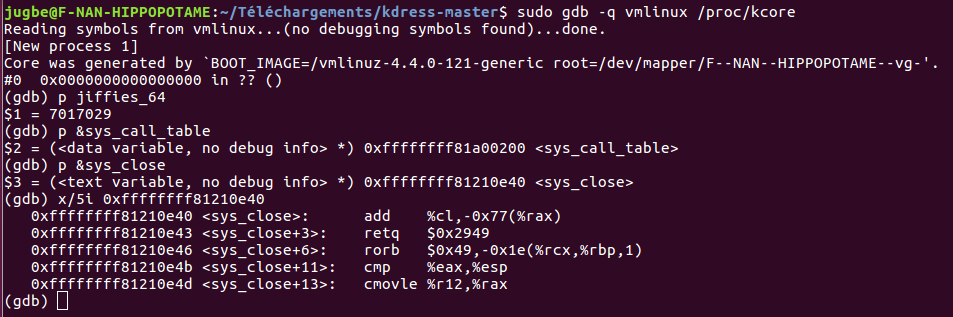 jugbe@F-NAN-HIPPOPOTAME:~/Téléchargements/kdress-master$ sudo gdb -q vmlinux /proc/kcore
Reading symbols from vmlinux...(no debugging symbols found)...done.
[New process 1]
Core was generated by `BOOT_IMAGE=/vmlinuz-4.4.0-121-generic root=/dev/mapper/F--NAN--HIPPOPOTAME--vg-'.
#0  0x0000000000000000 in ?? ()
(gdb) p jiffies_64
$1 = 7017029
(gdb) p &sys_call_table
$2 = (<data variable, no debug info> *) 0xffffffff81a00200 <sys_call_table>
(gdb) p &sys_close
$3 = (<text variable, no debug info> *) 0xffffffff81210e40 <sys_close>
(gdb) x/5i 0xffffffff81210e40
   0xffffffff81210e40 <sys_close>:	add    %cl,-0x77(%rax)
   0xffffffff81210e43 <sys_close+3>:	retq   $0x2949
   0xffffffff81210e46 <sys_close+6>:	rorb   $0x49,-0x1e(%rcx,%rbp,1)
   0xffffffff81210e4b <sys_close+11>:	cmp    %eax,%esp
   0xffffffff81210e4d <sys_close+13>:	cmovle %r12,%rax
(gdb)